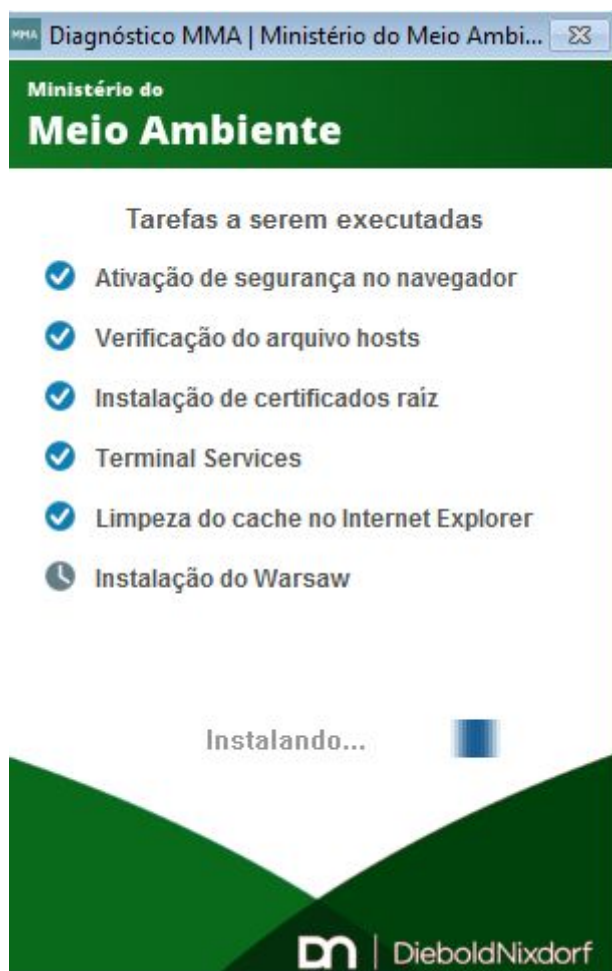 MMA Diagnóstico MMA | Ministério do Meio Ambi...
Ministério do
Meio Ambiente
Tarefas a serem executadas
Ativação de segurança no navegador
Verificação do arquivo hosts
Instalação de certificados raíz
Terminal Services
Limpeza do cache no Internet Explorer
Instalação do Warsaw
Instalando...
DN | DieboldNixdorf